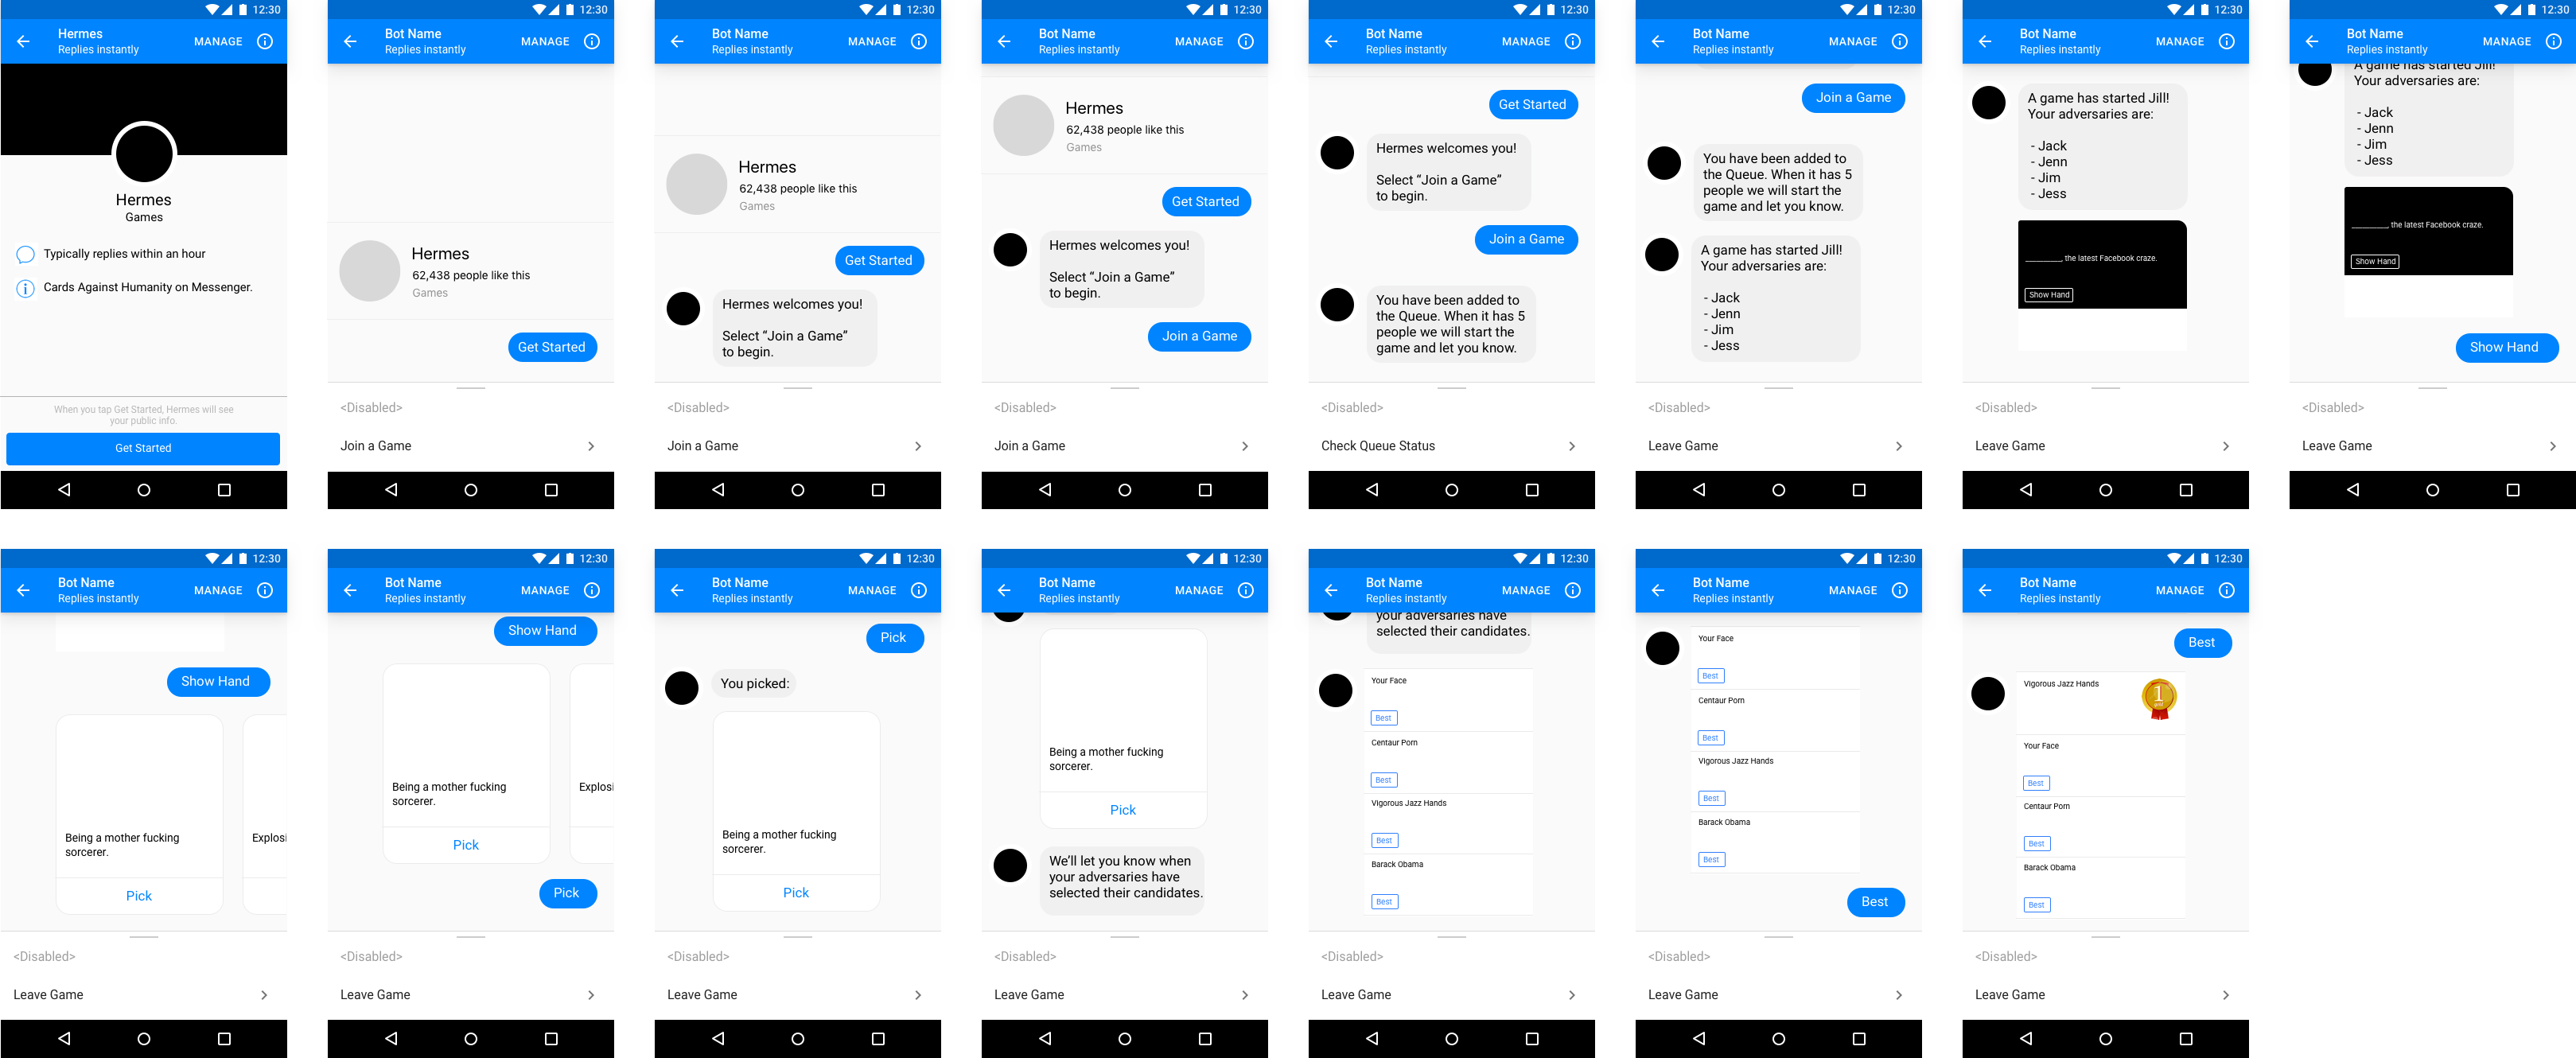 12:30
Hermes
Replies instantly
MANAGE
Hermes
Games
Typically replies within an hour
Cards Against Humanity on Messenger.
When you tap Get Started, Hermes will see
your public info.
Get Started
12:30
Bot Name
Replies instantly
MANAGE
Hermes
62,438 people like this
Games
Get Started
<Disabled>
Join a Game
12:30
Bot Name
Replies instantly
MANAGE
Hermes
62,438 people like this
Games
Get Started
Hermes welcomes you!
Select “Join a Game”
to begin.
<Disabled>
Join a Game
12:30
Bot Name
Replies instantly
MANAGE
Hermes
62,438 people like this
Games
Get Started
Hermes welcomes you!
Select “Join a Game”
to begin.
Join a Game
<Disabled>
Join a Game
12:30
Bot Name
Replies instantly
MANAGE
Get Started
Hermes welcomes you!
Select “Join a Game”
to begin.
Join a Game
You have been added to
the Queue. When it has 5
people we will start the
game and let you know.
<Disabled>
Check Queue Status
12:30
Bot Name
Replies instantly
MANAGE
Join a Game
You have been added to
the Queue. When it has 5
people we will start the
game and let you know.
A game has started Jill!
Your adversaries are:
- Jack
- Jenn
- Jim
- Jess
<Disabled>
Leave Game
12:30
Bot Name
Replies instantly
MANAGE
A game has started Jill!
Your adversaries are:
- Jack
- Jenn
- Jim
- Jess
________, the latest Facebook craze.
Show Hand
<Disabled>
Leave Game
12:30
Bot Name
Replies instantly
MANAGE
A game has started Jill!
Your adversaries are:
- Jack
- Jenn
- Jim
- Jess
________, the latest Facebook craze.
Show Hand
Show Hand
<Disabled>
Leave Game
12:30
Bot Name
Replies instantly
MANAGE
Show Hand
Being a mother fucking
sorcerer.
Explosi
Pick
<Disabled>
Leave Game
12:30
Bot Name
Replies instantly
MANAGE
Show Hand
Being a mother fucking
sorcerer.
Explosi
Pick
Pick
<Disabled>
Leave Game
12:30
Bot Name
Replies instantly
MANAGE
Pick
You picked:
Being a mother fucking
sorcerer.
Pick
<Disabled>
Leave Game
12:30
Bot Name
Replies instantly
MANAGE
Being a mother fucking
sorcerer.
Pick
We’ll let you know when
your adversaries have
selected their candidates.
<Disabled>
Leave Game
12:30
Bot Name
Replies instantly
MANAGE
your adversaries have
selected their candidates.
Your Face
Best
Centaur Porn
Best
Vigorous Jazz Hands
Best
Barack Obama
Best
<Disabled>
Leave Game
12:30
Bot Name
Replies instantly
MANAGE
Your Face
Best
Centaur Porn
Best
Vigorous Jazz Hands
Best
Barack Obama
Best
Best
<Disabled>
Leave Game
12:30
Bot Name
Replies instantly
MANAGE
Best
Vigorous Jazz Hands
1
Your Face
Best
Centaur Porn
Best
Barack Obama
Best
<Disabled>
Leave Game